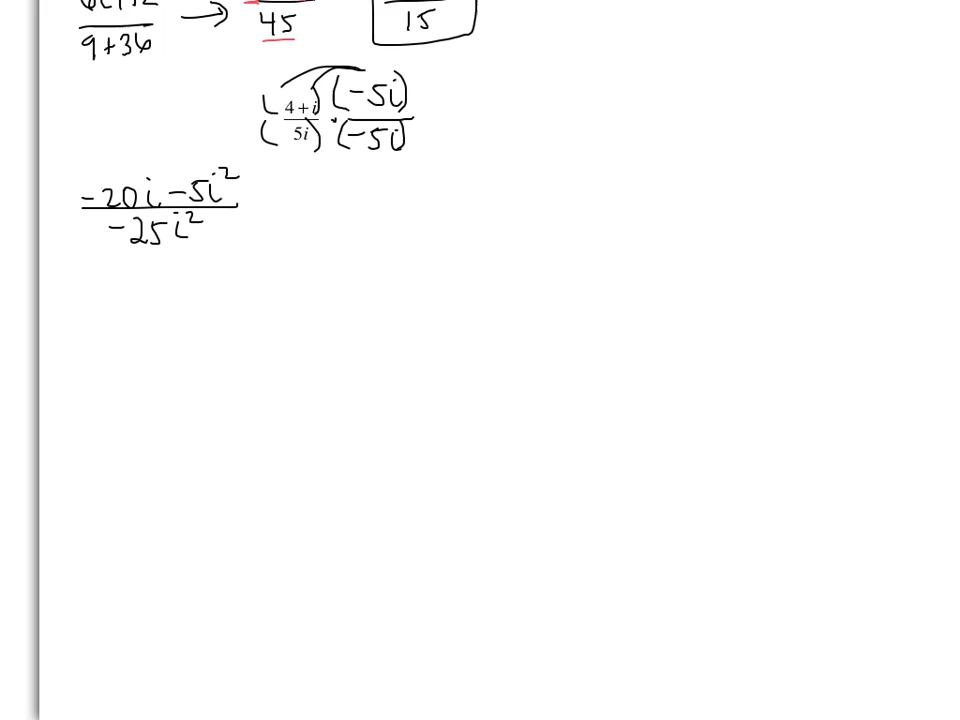 9+36 → 45 15
(4+i)(-5i)
(5i) · (-5i)
-20i -5i²
-25i²